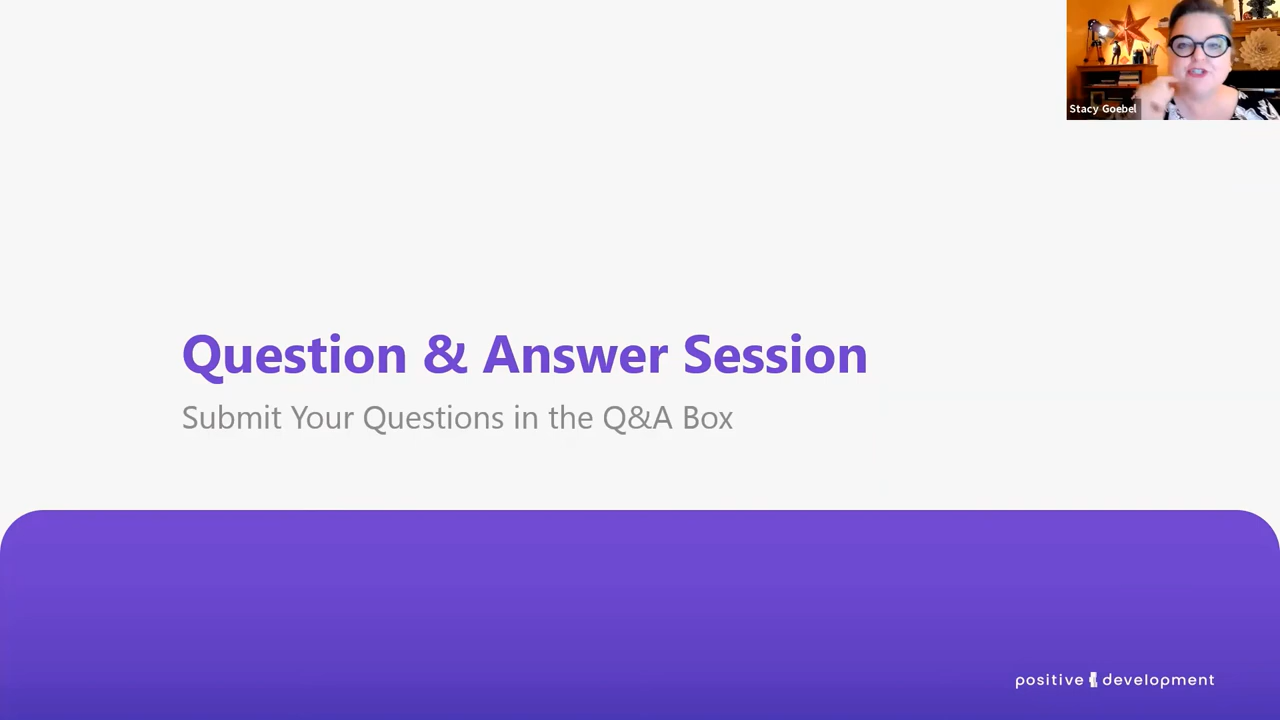 Stacy Goebel
Question & Answer Session
Submit Your Questions in the Q&A Box
positive development